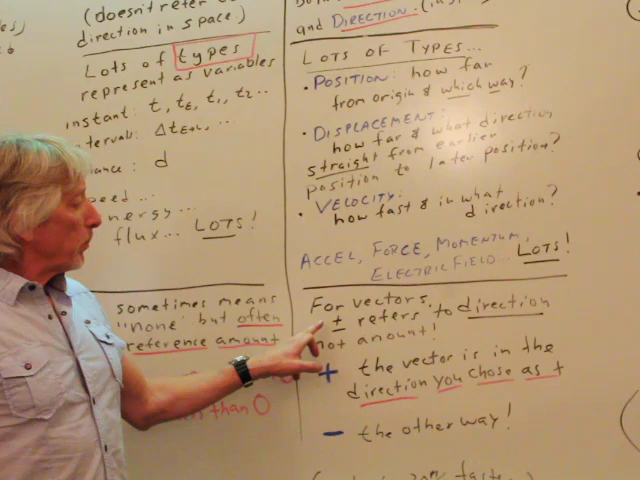 (doesn't refer
direction in space.)
Lots of types
represent as variables
instant: t, tE, t1, t2 ..
Δt
: d
...
nergy...
flux... LOTS!
sometimes means
"none" but often
reference amount
than 0
and DIRECTION.
LOTS OF TYPES...
• POSITION: how far
from origin & which way?
• DISPLACEMENT:
how far & what direction
straight from earlier
position to later position?
• VELOCITY:
how fast & in what
direction?
ACCEL, FORCE, MOMENTUM,
ELECTRIC FIELD... LOTS!
For vectors,
± refers to direction
not amount!
+ the vector is in the
direction you chose as +
- the other way!